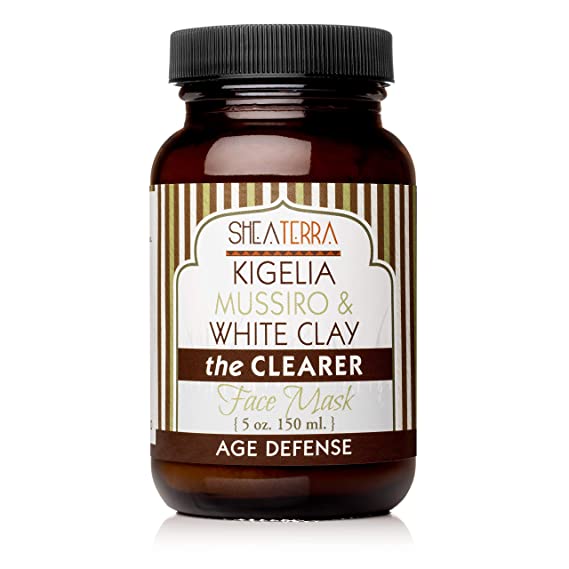 SHEATERRA
KIGELIA
MUSSIRO &
WHITE CLAY
the CLEARER
Face Mask
{ 5 oz. 150 ml. }
AGE DEFENSE